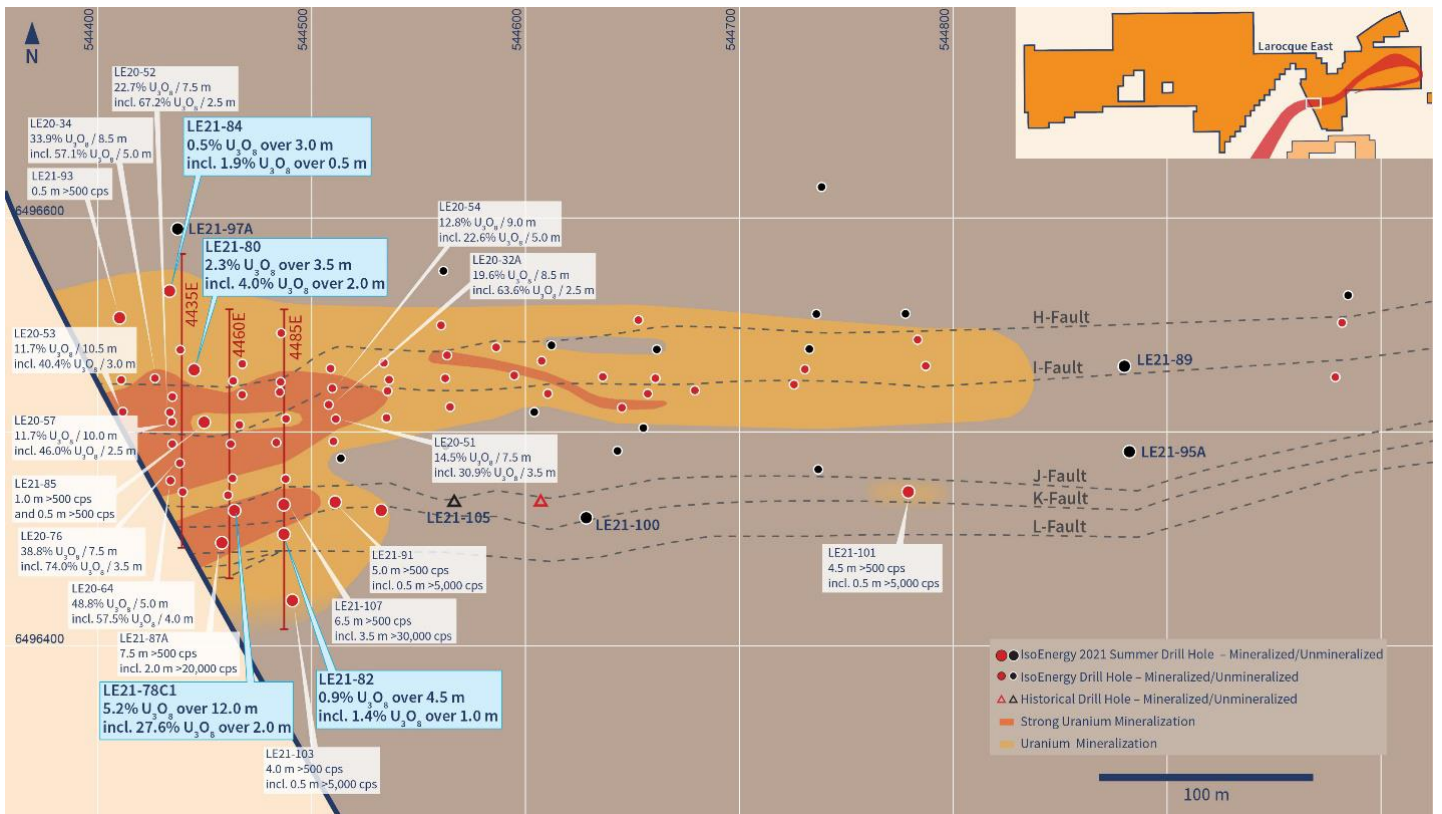 544400
544500
544600
544700
544800
N
Larocque East
LE20-52
22.7% U3O8 / 7.5 m
incl. 67.2% U3O8 / 2.5 m
LE20-34
33.9% U3O8 / 8.5 m
incl. 57.1% U3O8 / 5.0 m
LE21-84
0.5% U3O8 over 3.0 m
incl. 1.9% U3O8 over 0.5 m
LE21-93
0.5 m >500 cps
6496600
LE21-97A
LE21-80
2.3% U3O8 over 3.5 m
incl. 4.0% U3O8 over 2.0 m
LE20-54
12.8% U3O8 / 9.0 m
incl. 22.6% U3O8 / 5.0 m
LE20-32A
19.6% U3O8 / 8.5 m
incl. 63.6% U3O8 / 2.5 m
4435E
4460E
4485E
H-Fault
LE20-53
11.7% U3O8 / 10.5 m
incl. 40.4% U3O8 / 3.0 m
I-Fault
LE21-89
LE20-57
11.7% U3O8 / 10.0 m
incl. 46.0% U3O8 / 2.5 m
LE20-51
14.5% U3O8 / 7.5 m
incl. 30.9% U3O8 / 3.5 m
LE21-95A
LE21-85
1.0 m >500 cps
and 0.5 m >500 cps
J-Fault
K-Fault
L-Fault
LE21-105
LE21-100
LE20-76
38.8% U3O8 / 7.5 m
incl. 74.0% U3O8 / 3.5 m
LE21-91
5.0 m >500 cps
incl. 0.5 m >5,000 cps
LE21-101
4.5 m >500 cps
incl. 0.5 m >5,000 cps
LE20-64
48.8% U3O8 / 5.0 m
incl. 57.5% U3O8 / 4.0 m
LE21-107
6.5 m >500 cps
incl. 3.5 m >30,000 cps
6496400
LE21-87A
7.5 m >500 cps
incl. 2.0 m >20,000 cps
LE21-78C1
5.2% U3O8 over 12.0 m
incl. 27.6% U3O8 over 2.0 m
LE21-82
0.9% U3O8 over 4.5 m
incl. 1.4% U3O8 over 1.0 m
LE21-103
4.0 m >500 cps
incl. 0.5 m >5,000 cps
IsoEnergy 2021 Summer Drill Hole – Mineralized/Unmineralized
IsoEnergy Drill Hole – Mineralized/Unmineralized
Historical Drill Hole – Mineralized/Unmineralized
Strong Uranium Mineralization
Uranium Mineralization
100 m